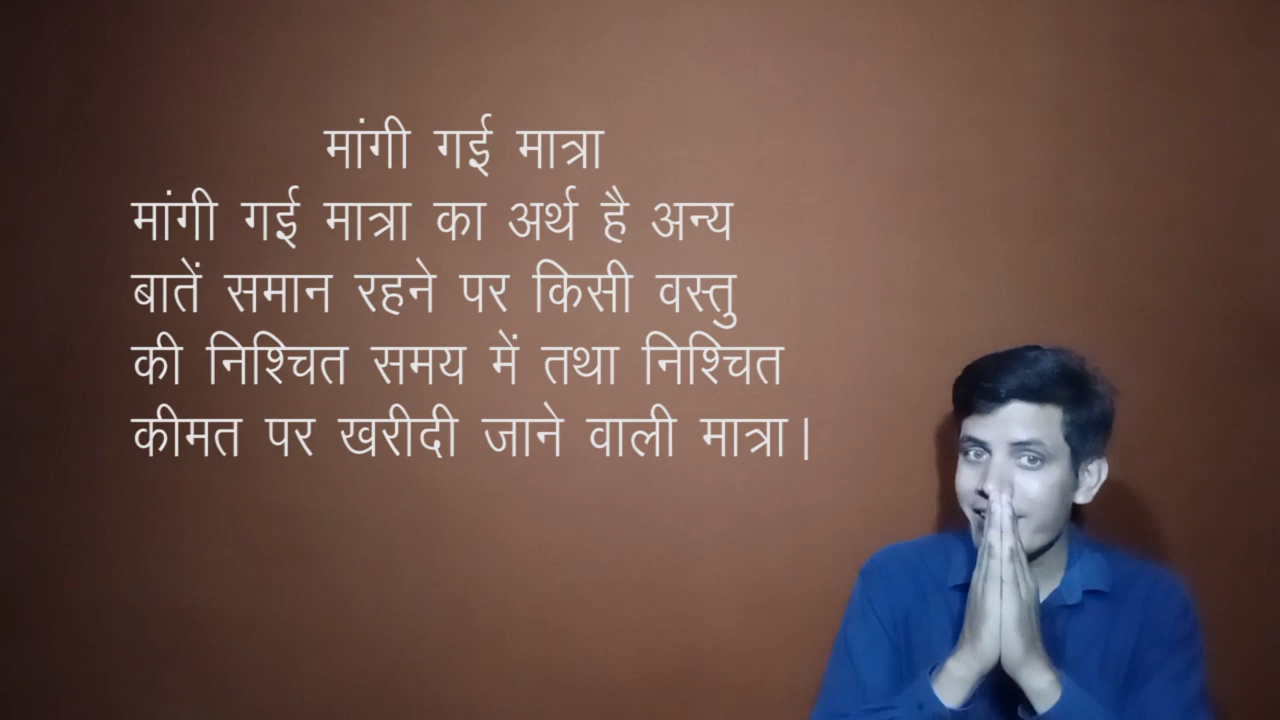 मांगी गई मात्रा
मांगी गई मात्रा का अर्थ है अन्य
बातें समान रहने पर किसी वस्तु
की निश्चित समय में तथा निश्चित
कीमत पर खरीदी जाने वाली मात्रा।